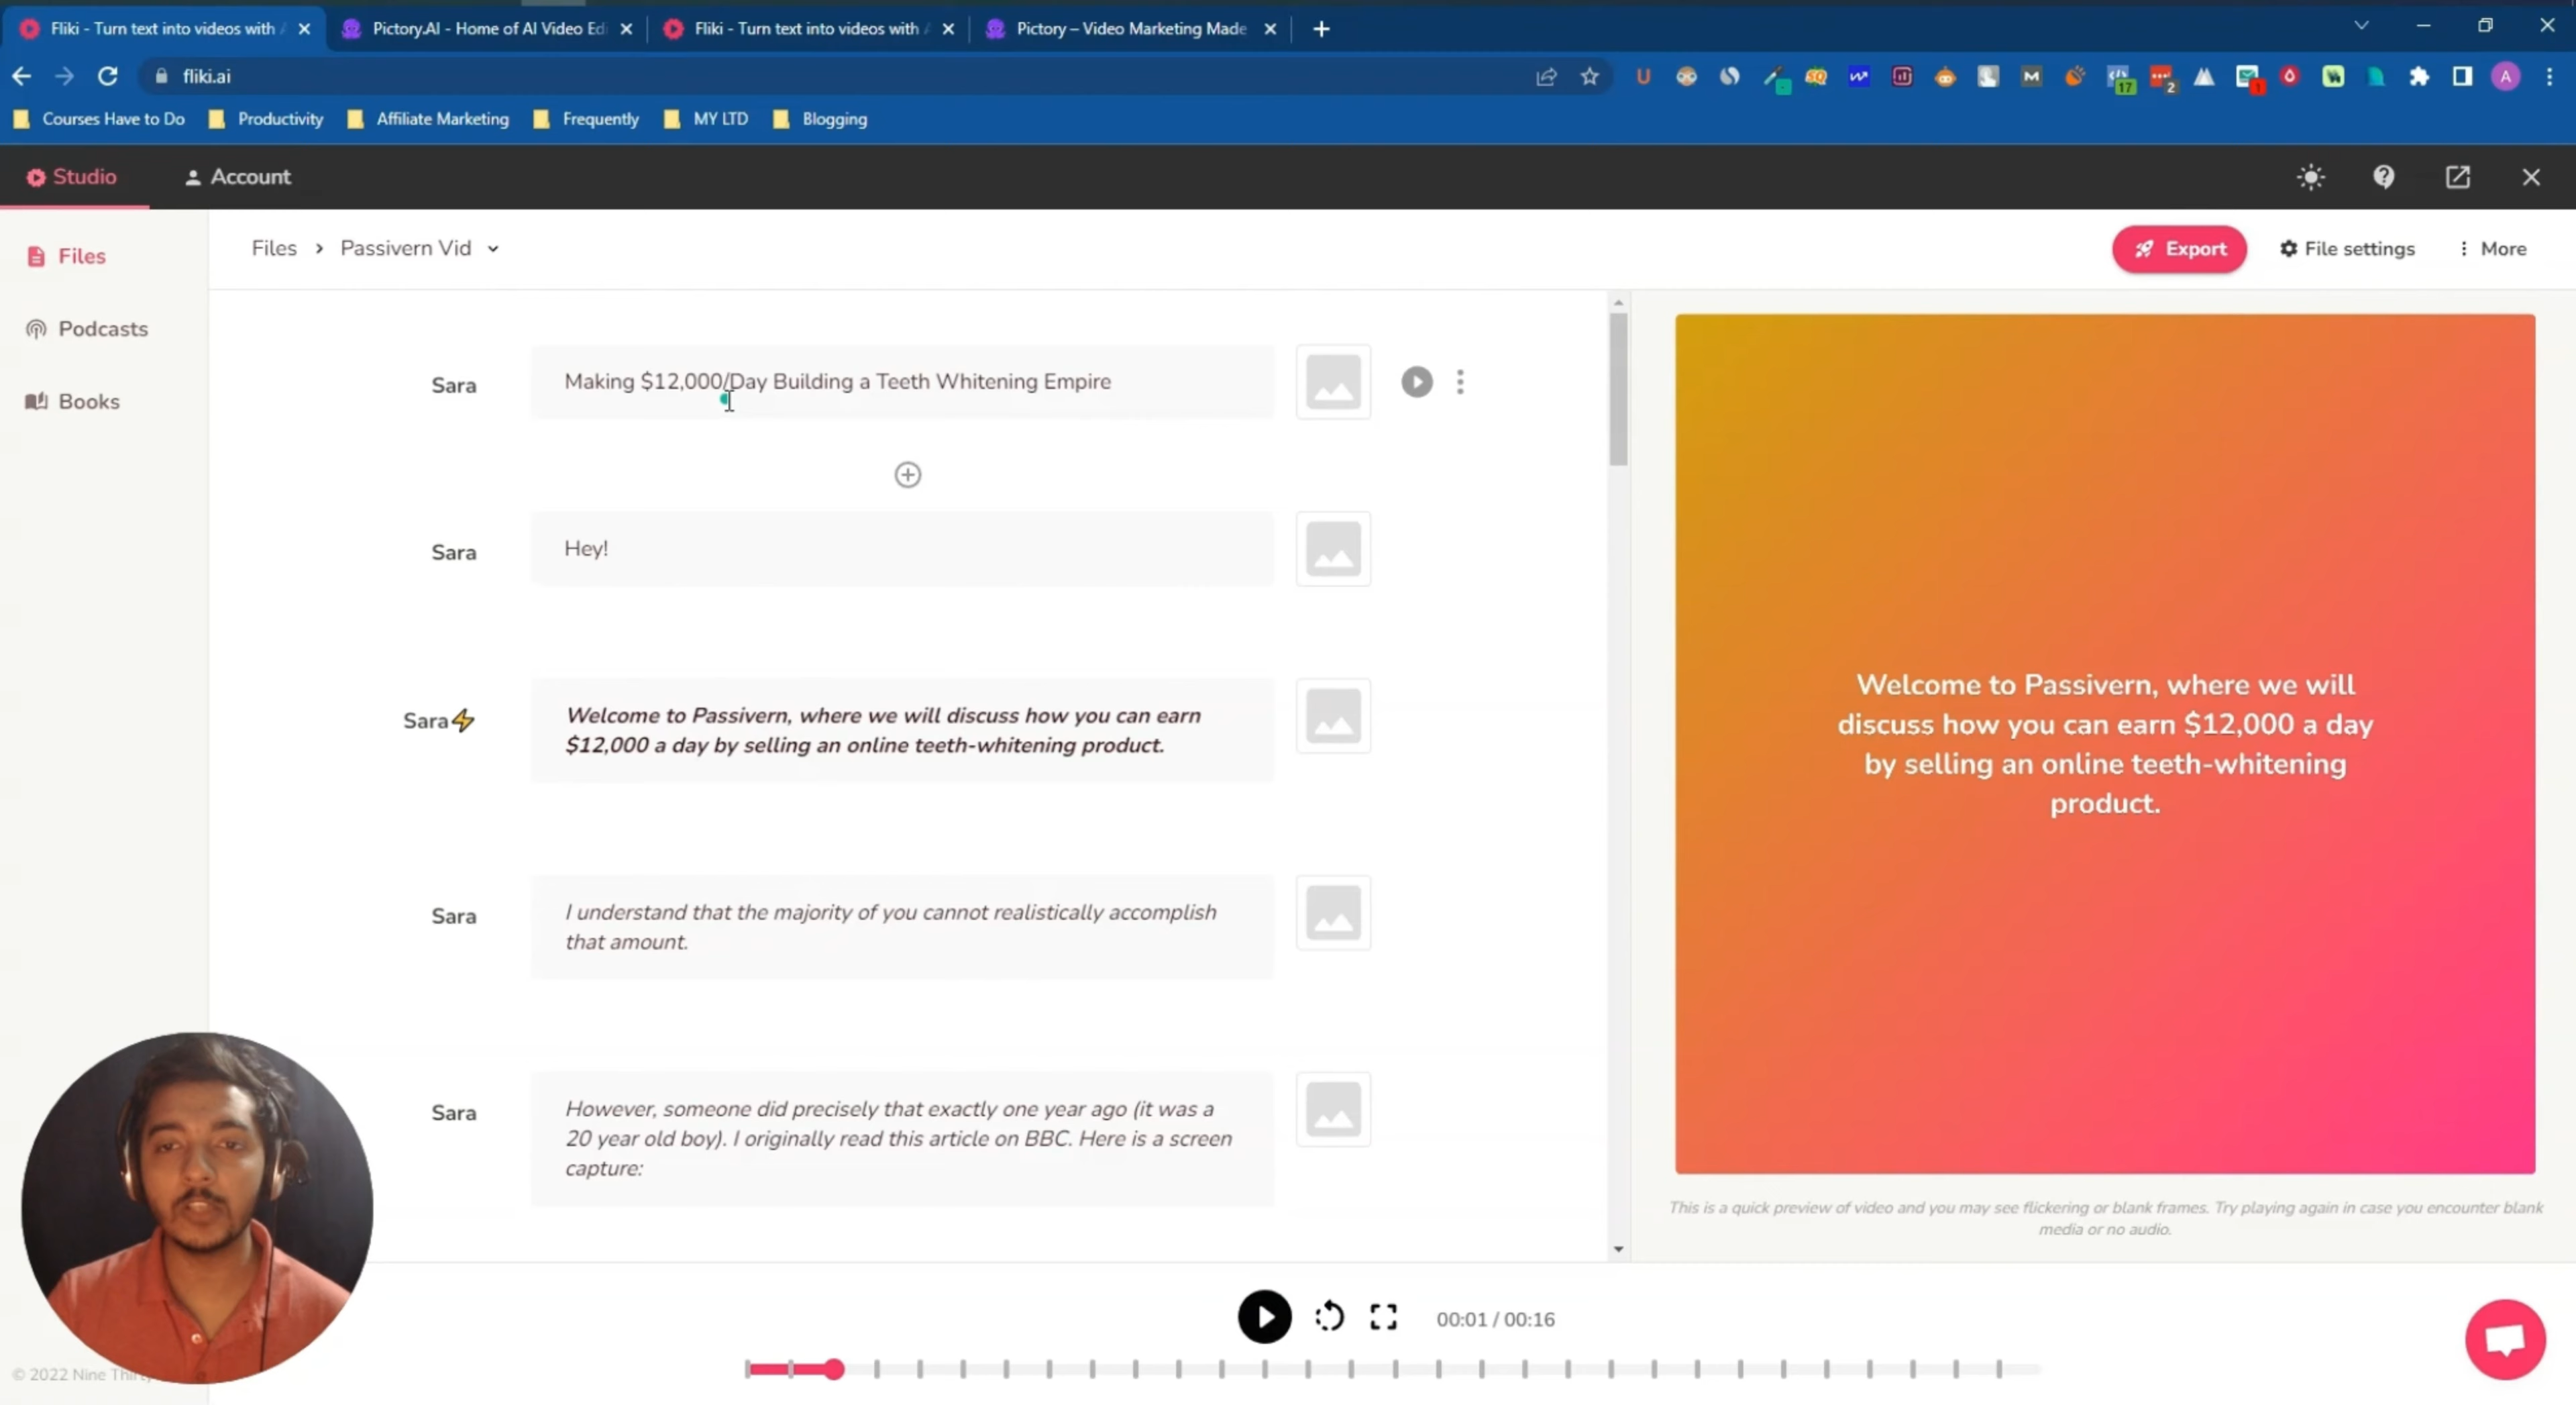 Fliki - Turn text into videos with
Pictory.AI - Home of AI Video Edi
Fliki - Turn text into videos with
Pictory – Video Marketing Made
fliki.ai
U
SQ
M
17
2
1
A
Courses Have to Do
Productivity
Affiliate Marketing
Frequently
MY LTD
Blogging
Studio
Account
Files
Podcasts
Books
Files > Passivern Vid
Export
File settings
More
Sara
Making $12,000/Day Building a Teeth Whitening Empire
Sara
Hey!
Sara
Welcome to Passivern, where we will discuss how you can earn
$12,000 a day by selling an online teeth-whitening product.
Sara
I understand that the majority of you cannot realistically accomplish
that amount.
Sara
However, someone did precisely that exactly one year ago (it was a
20 year old boy). I originally read this article on BBC. Here is a screen
capture:
Welcome to Passivern, where we will
discuss how you can earn $12,000 a day
by selling an online teeth-whitening
product.
This is a quick preview of video and you may see flickering or blank frames. Try playing again in case you encounter blank
media or no audio.
00:01 / 00:16
© 2022 Nine Thirty